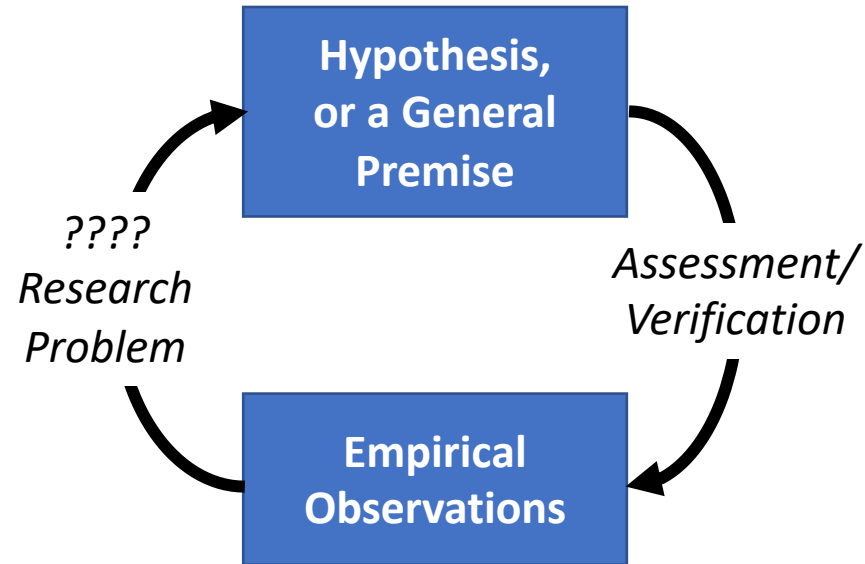 Hypothesis,
or a General
Premise
????
Research
Problem
Assessment/
Verification
Empirical
Observations